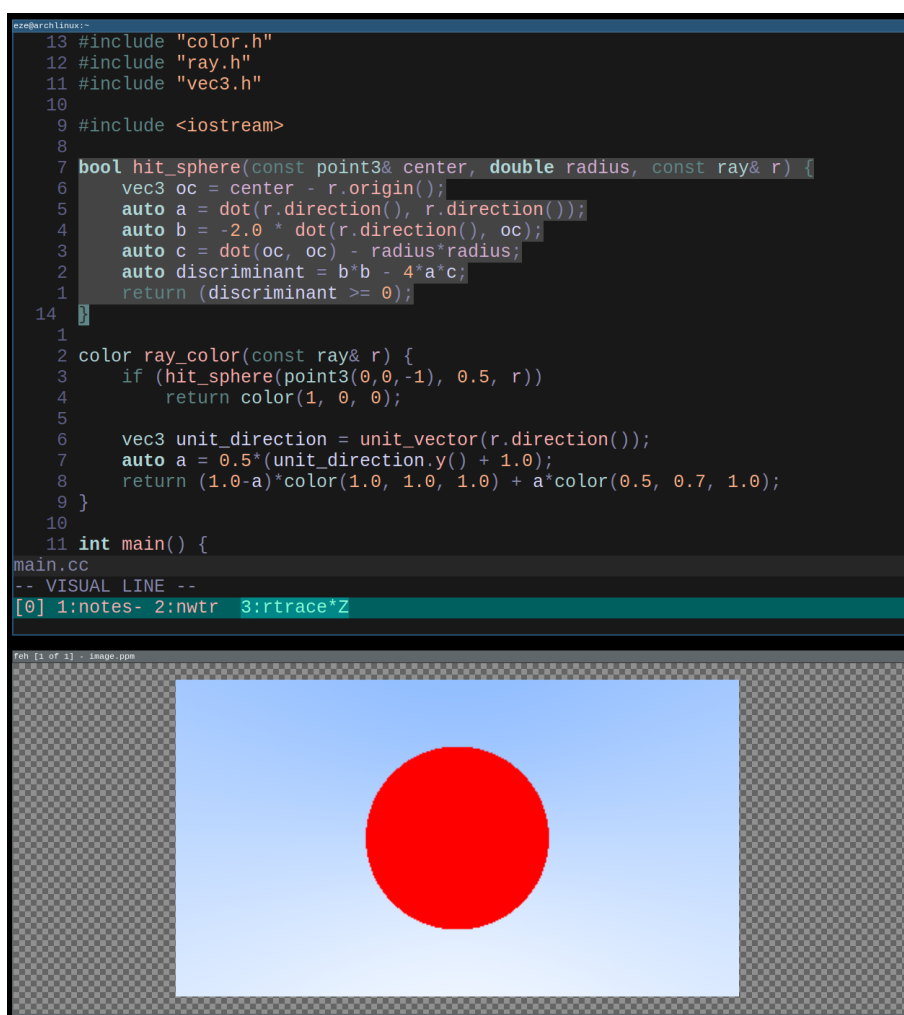 eze@archlinux:~
13 #include "color.h"
12 #include "ray.h"
11 #include "vec3.h"
10
9 #include <iostream>
8
7 bool hit_sphere(const point3& center, double radius, const ray& r) {
6     vec3 oc = center - r.origin();
5     auto a = dot(r.direction(), r.direction());
4     auto b = -2.0 * dot(r.direction(), oc);
3     auto c = dot(oc, oc) - radius*radius;
2     auto discriminant = b*b - 4*a*c;
1     return (discriminant >= 0);
14 }
1
2 color ray_color(const ray& r) {
3     if (hit_sphere(point3(0,0,-1), 0.5, r))
4         return color(1, 0, 0);
5
6     vec3 unit_direction = unit_vector(r.direction());
7     auto a = 0.5*(unit_direction.y() + 1.0);
8     return (1.0-a)*color(1.0, 1.0, 1.0) + a*color(0.5, 0.7, 1.0);
9 }
10
11 int main() {
main.cc
-- VISUAL LINE --
[0] 1:notes- 2:nwtr  3:rtrace*Z
feh [1 of 1] - image.ppm